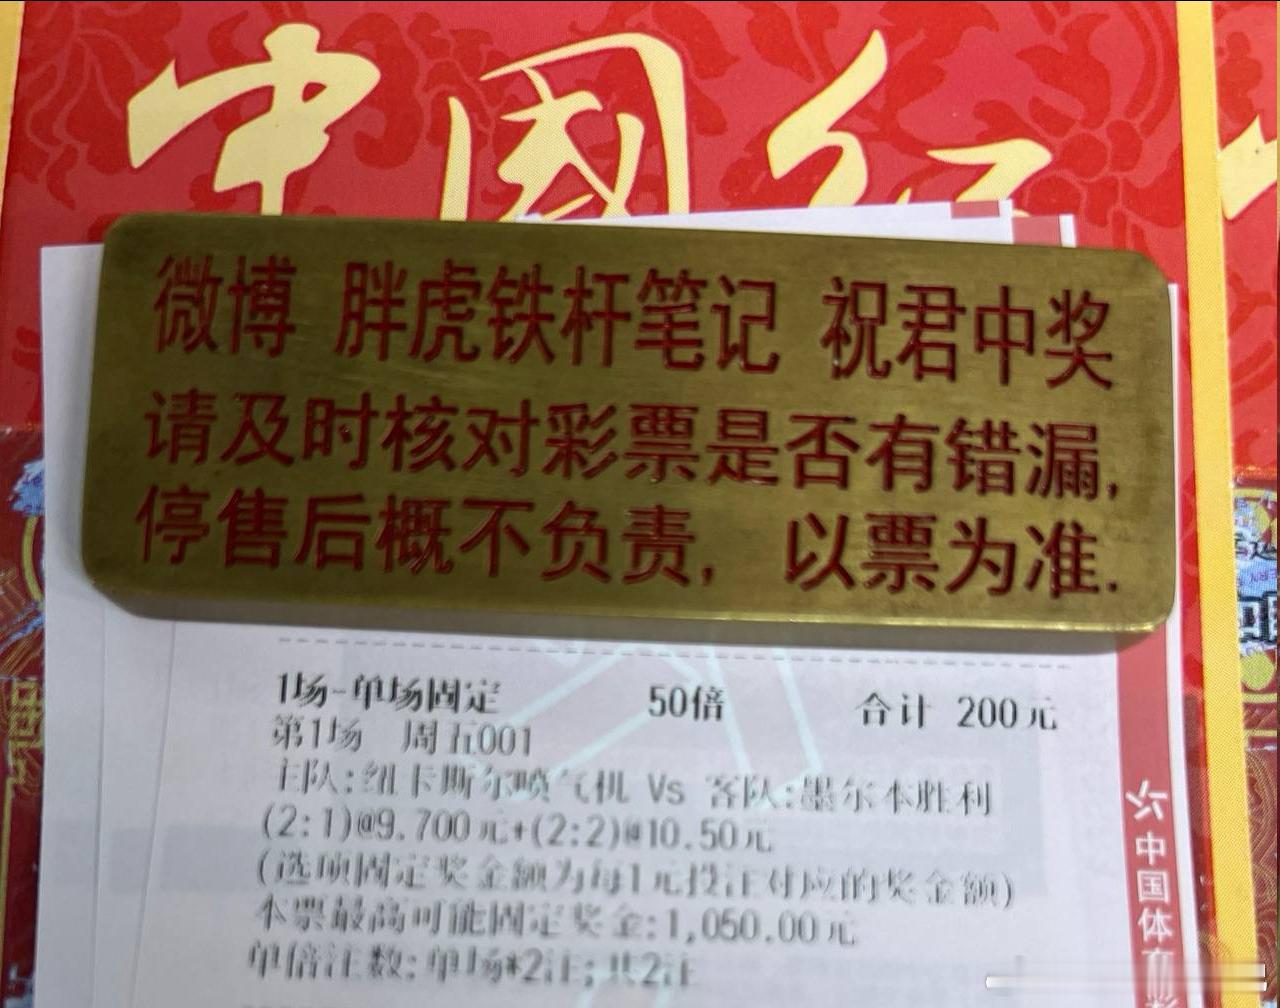 中国红
微博 胖虎铁杆笔记 祝君中奖
请及时核对彩票是否有错漏,
停售后概不负责, 以票为准.
1场-单场固定 50倍 合计 200元
第1场 周五001
主队:纽卡斯尔喷气机 Vs 客队:墨尔本胜利
(2:1)@9.700元+(2:2)@10.50元
(选项固定奖金额为每1元投注对应的奖金额)
本票最高可能固定奖金:1,050.00元
单倍注数:单场*2注;共2注
中国体育彩